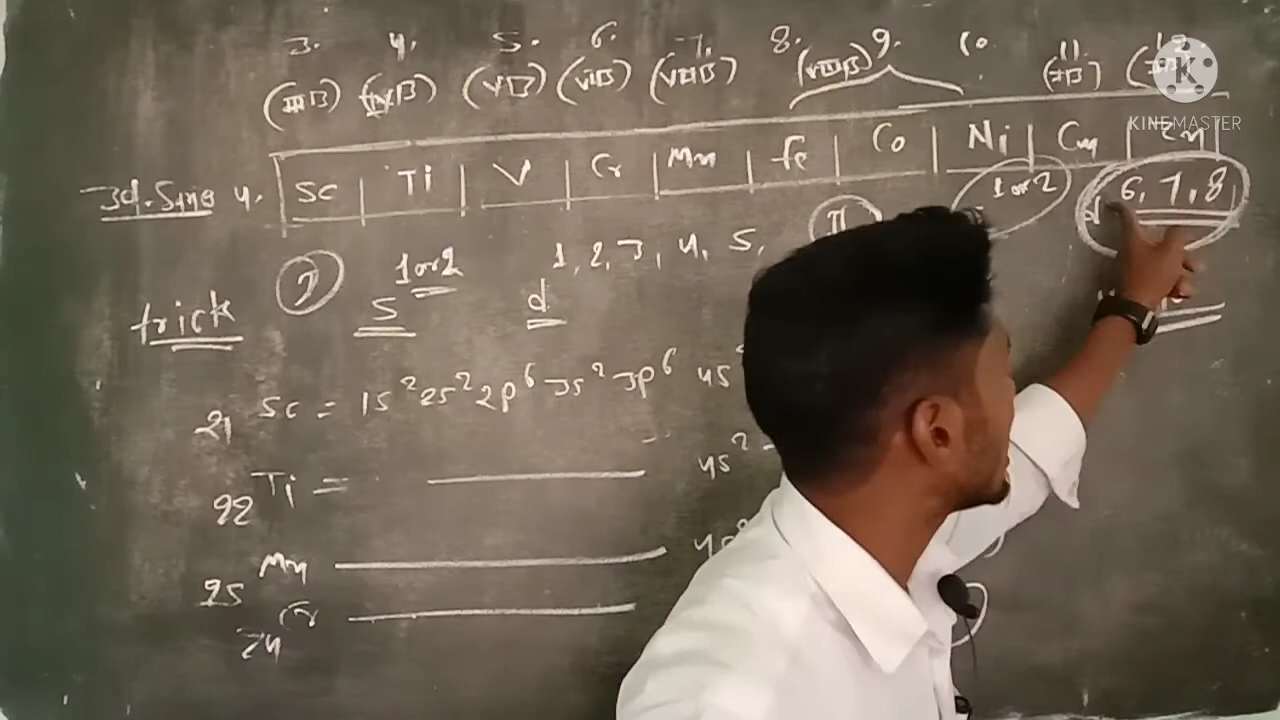 3. 4. 5. 6. 7. 8. 9. 10. 11 12
(IIIB) (IVB) (VB) (VIB) (VIIB) (VIIIB) (IB) (IIB)
KINEMASTER
3d. Sires 4. Sc Ti V Cr Mn Fe Co Ni Cu Zn
I 1 or 2 1, 2, 3, 4, 5, II 1 or 2 d 6, 7, 8
trick S d
21 Sc = 1s² 2s² 2p⁶ 3s² 3p⁶ 4s
22 Ti = 4s²
25 Mn
24 Cr